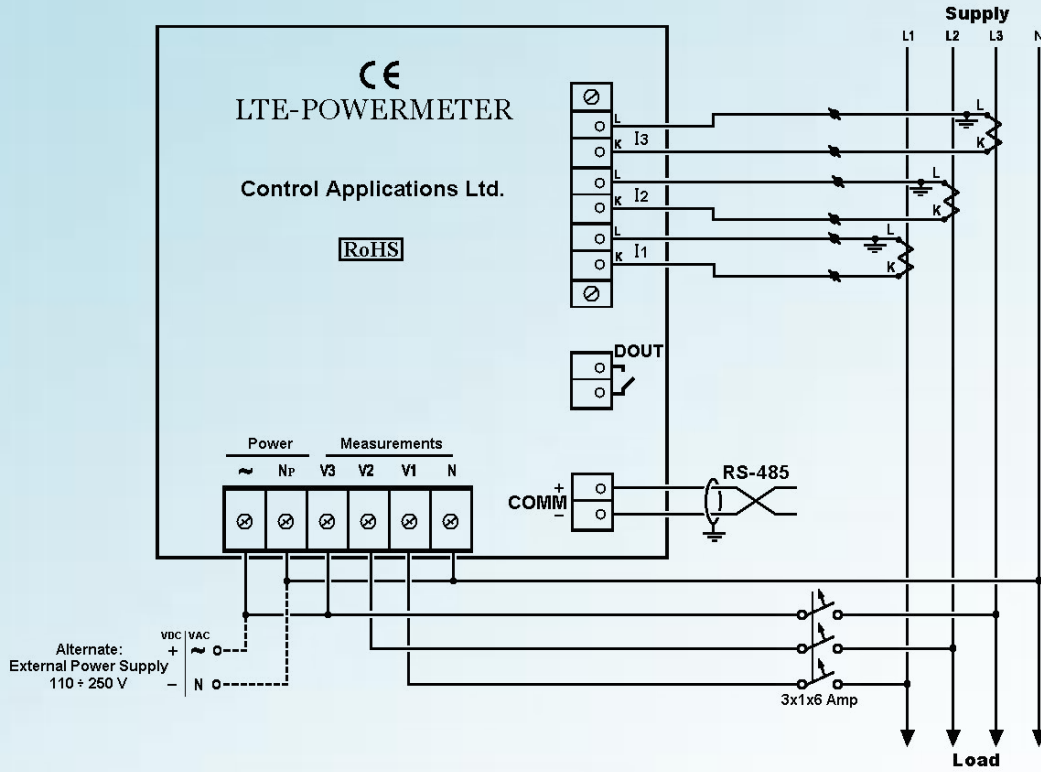 Supply
L1 L2 L3 N
CE
LTE-POWERMETER
Control Applications Ltd.
RoHS
L
I3
K
L
I2
K
L
I1
K
L
K
L
K
L
K
DOUT
Power Measurements
~ NP V3 V2 V1 N
COMM
+
–
RS-485
VDC VAC
Alternate: + ~
External Power Supply
110 ÷ 250 V – N
3x1x6 Amp
Load